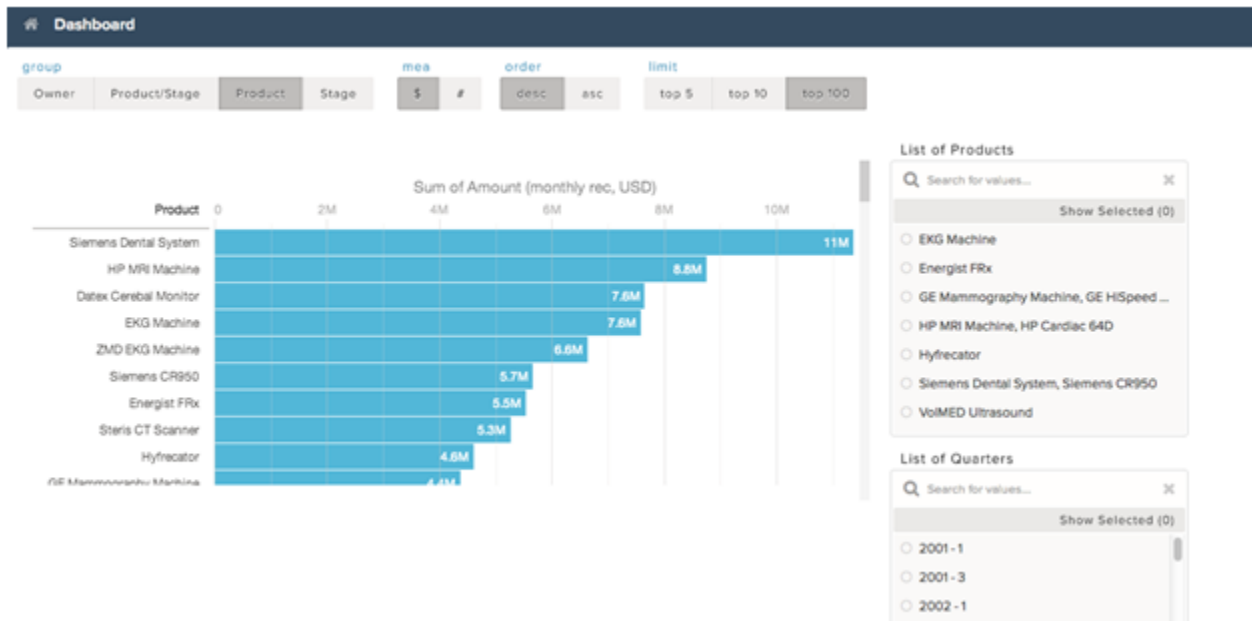 Dashboard
group mea order limit
Owner Product/Stage Product Stage $ # desc asc top 5 top 10 top 100
List of Products
Search for values...
Show Selected (0)
EKG Machine
Energist FRx
GE Mammography Machine, GE HISpeed ...
HP MRI Machine, HP Cardiac 64D
Hyfrecator
Siemens Dental System, Siemens CR950
VolMED Ultrasound
Sum of Amount (monthly rec, USD)
Product 0 2M 4M 6M 8M 10M
Siemens Dental System 11M
HP MRI Machine 8.8M
Datex Cerebal Monitor 7.6M
EKG Machine 7.6M
ZMD EKG Machine 6.6M
Siemens CR950 5.7M
Energist FRx 5.5M
Steris CT Scanner 5.3M
Hyfrecator 4.6M
GE Mammography Machine 4.4M
List of Quarters
Search for values...
Show Selected (0)
2001 - 1
2001 - 3
2002 - 1